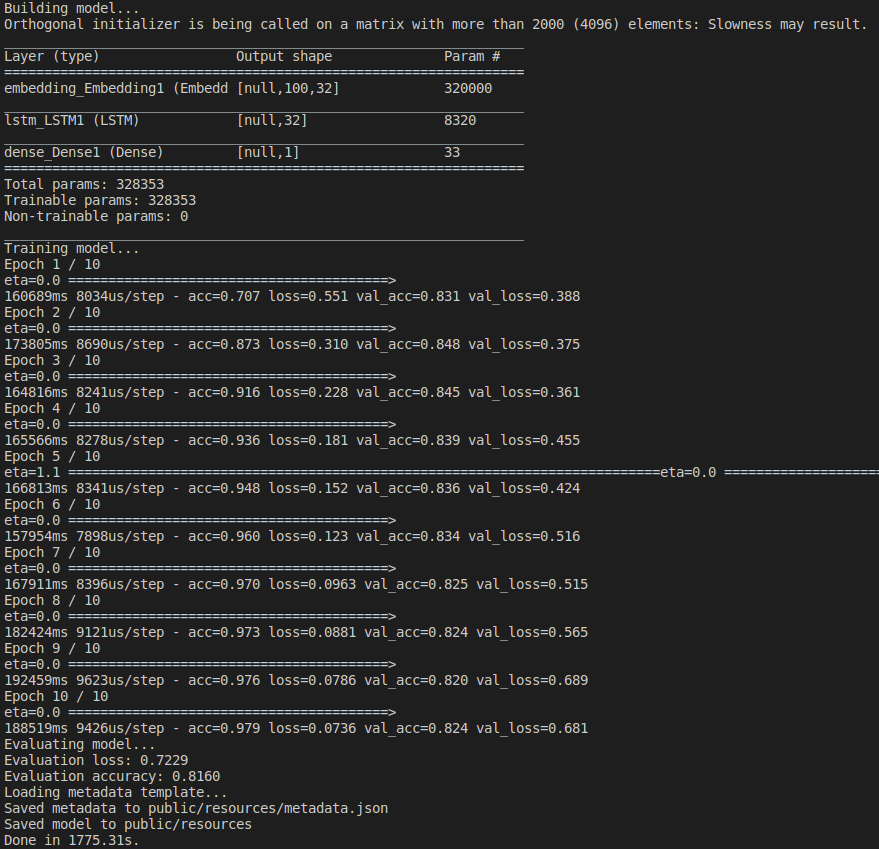 Building model...
Orthogonal initializer is being called on a matrix with more than 2000 (4096) elements: Slowness may result.
_________________________________________________________________
Layer (type)                 Output shape              Param #
=================================================================
embedding_Embedding1 (Embedd [null,100,32]             320000
_________________________________________________________________
lstm_LSTM1 (LSTM)            [null,32]                 8320
_________________________________________________________________
dense_Dense1 (Dense)         [null,1]                  33
=================================================================
Total params: 328353
Trainable params: 328353
Non-trainable params: 0
_________________________________________________________________
Training model...
Epoch 1 / 10
eta=0.0 ========================================>
160689ms 8034us/step - acc=0.707 loss=0.551 val_acc=0.831 val_loss=0.388
Epoch 2 / 10
eta=0.0 ========================================>
173805ms 8690us/step - acc=0.873 loss=0.310 val_acc=0.848 val_loss=0.375
Epoch 3 / 10
eta=0.0 ========================================>
164816ms 8241us/step - acc=0.916 loss=0.228 val_acc=0.845 val_loss=0.361
Epoch 4 / 10
eta=0.0 ========================================>
165566ms 8278us/step - acc=0.936 loss=0.181 val_acc=0.839 val_loss=0.455
Epoch 5 / 10
eta=1.1 ==========================================================================eta=0.0 ====================
166813ms 8341us/step - acc=0.948 loss=0.152 val_acc=0.836 val_loss=0.424
Epoch 6 / 10
eta=0.0 ========================================>
157954ms 7898us/step - acc=0.960 loss=0.123 val_acc=0.834 val_loss=0.516
Epoch 7 / 10
eta=0.0 ========================================>
167911ms 8396us/step - acc=0.970 loss=0.0963 val_acc=0.825 val_loss=0.515
Epoch 8 / 10
eta=0.0 ========================================>
182424ms 9121us/step - acc=0.973 loss=0.0881 val_acc=0.824 val_loss=0.565
Epoch 9 / 10
eta=0.0 ========================================>
192459ms 9623us/step - acc=0.976 loss=0.0786 val_acc=0.820 val_loss=0.689
Epoch 10 / 10
eta=0.0 ========================================>
188519ms 9426us/step - acc=0.979 loss=0.0736 val_acc=0.824 val_loss=0.681
Evaluating model...
Evaluation loss: 0.7229
Evaluation accuracy: 0.8160
Loading metadata template...
Saved metadata to public/resources/metadata.json
Saved model to public/resources
Done in 1775.31s.